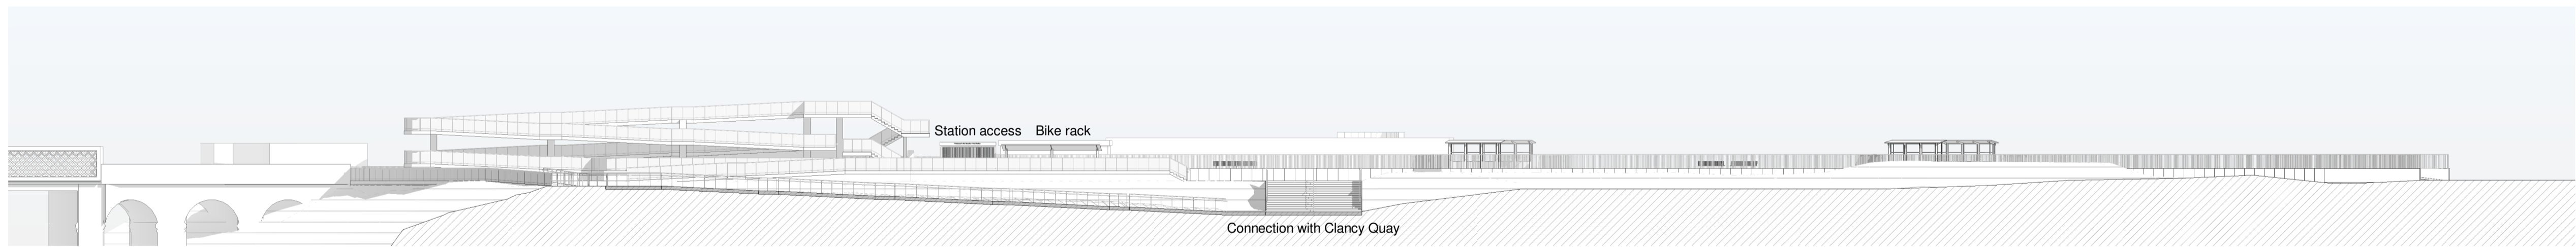 Station access
Bike rack
Connection with Clancy Quay